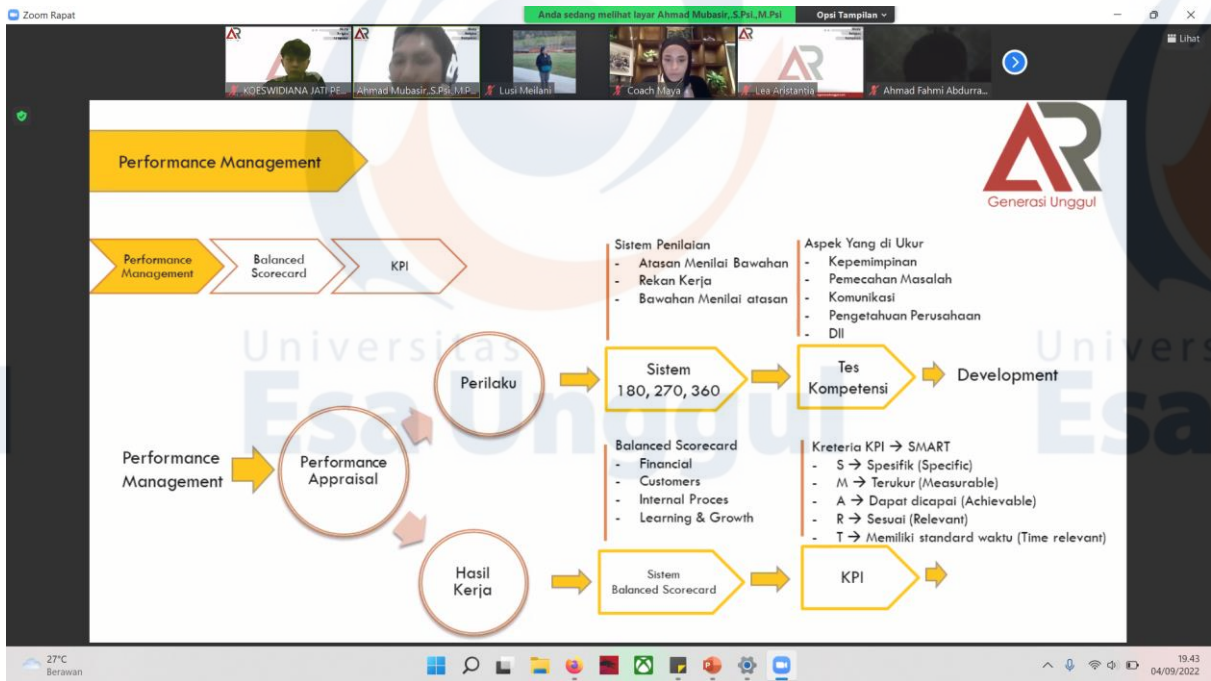 Zoom Rapat
Anda sedang melihat layar Ahmad Mubasir,.S.Psi.,M.Psi
Opsi Tampilan
Lihat
AR
AR
AR
KOESWIDIANA JATI PE...
Ahmad Mubasir,.S.Psi.,M.P...
Lusi Meilani
Coach Maya
Lea Aristantia
Ahmad Fahmi Abdurra...
Performance Management
AR
Generasi Unggul
Performance
Management
Balanced
Scorecard
KPI
Sistem Penilaian
- Atasan Menilai Bawahan
- Rekan Kerja
- Bawahan Menilai atasan
Aspek Yang di Ukur
- Kepemimpinan
- Pemecahan Masalah
- Komunikasi
- Pengetahuan Perusahaan
- Dll
Universitas
Esa Unggul
Univers
Esa
Perilaku
Sistem
180, 270, 360
Tes
Kompetensi
Development
Performance
Management
Performance
Appraisal
Balanced Scorecard
- Financial
- Customers
- Internal Proces
- Learning & Growth
Kreteria KPI → SMART
- S → Spesifik (Specific)
- M → Terukur (Measurable)
- A → Dapat dicapai (Achievable)
- R → Sesuai (Relevant)
- T → Memiliki standard waktu (Time relevant)
Hasil
Kerja
Sistem
Balanced Scorecard
KPI
27°C
Berawan
19.43
04/09/2022